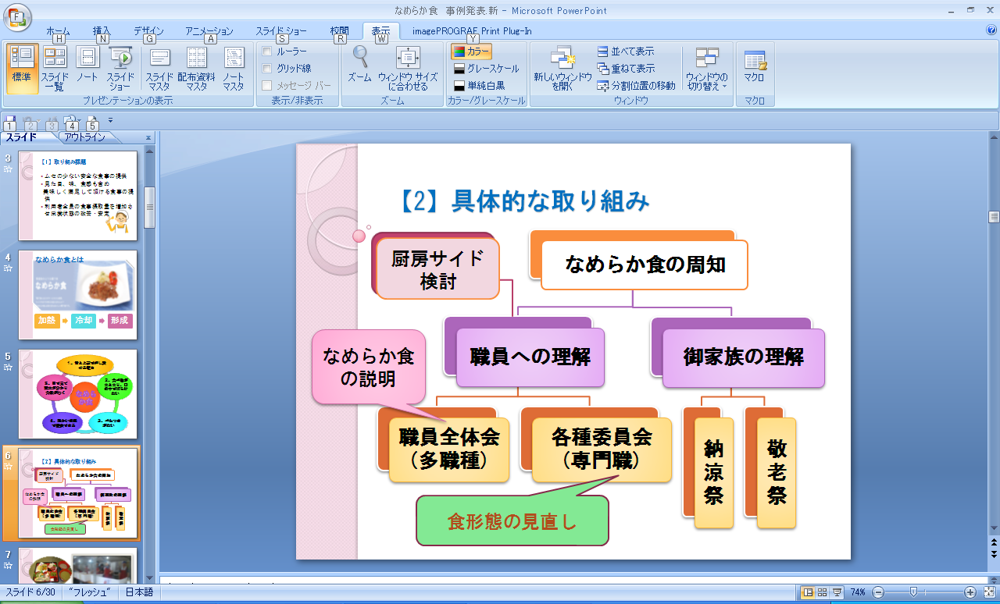 なめらか食 事例発表 新 - Microsoft PowerPoint
F
ホーム 挿入 デザイン アニメーション スライド ショー 校閲 表示 imagePROGRAF Print Plug-In
H N G A S R W Y
標準
スライド
一覧
ノート
スライド
ショー
スライド
マスタ
配布資料
マスタ
ノート
マスタ
プレゼンテーションの表示
ルーラー
グリッド線
メッセージ バー
表示/非表示
ズーム
ウィンドウ サイズ
に合わせる
ズーム
カラー
グレースケール
単純白黒
カラー/グレースケール
新しいウィンドウ
を開く
並べて表示
重ねて表示
分割位置の移動
ウィンドウの
切り替え
ウィンドウ
マクロ
マクロ
1 2 3 4 5
スライド アウトライン
3
【1】取り組み課題
・ムセの少ない安全な食事の提供
・見た目、味、食感も含め
美味しく満足して頂ける食事の提
供
・利用者全員の食事摂取量を増加さ
せ栄養状態の改善・安定
4
なめらか食とは
なめらか食
加熱 冷却 形成
5
なめらか食
6
【2】具体的な取り組み
厨房サイド
検討
なめらか食の周知
なめらか食
の説明
職員への理解
御家族の理解
職員全体会
(多職種)
各種委員会
(専門職)
納涼祭
敬老祭
食形態の見直し
7
【2】具体的な取り組み
厨房サイド
検討
なめらか食の周知
なめらか食
の説明
職員への理解
御家族の理解
職員全体会
(多職種)
各種委員会
(専門職)
納涼祭
敬老祭
食形態の見直し
スライド 6/30 "フレッシュ" 日本語 74%